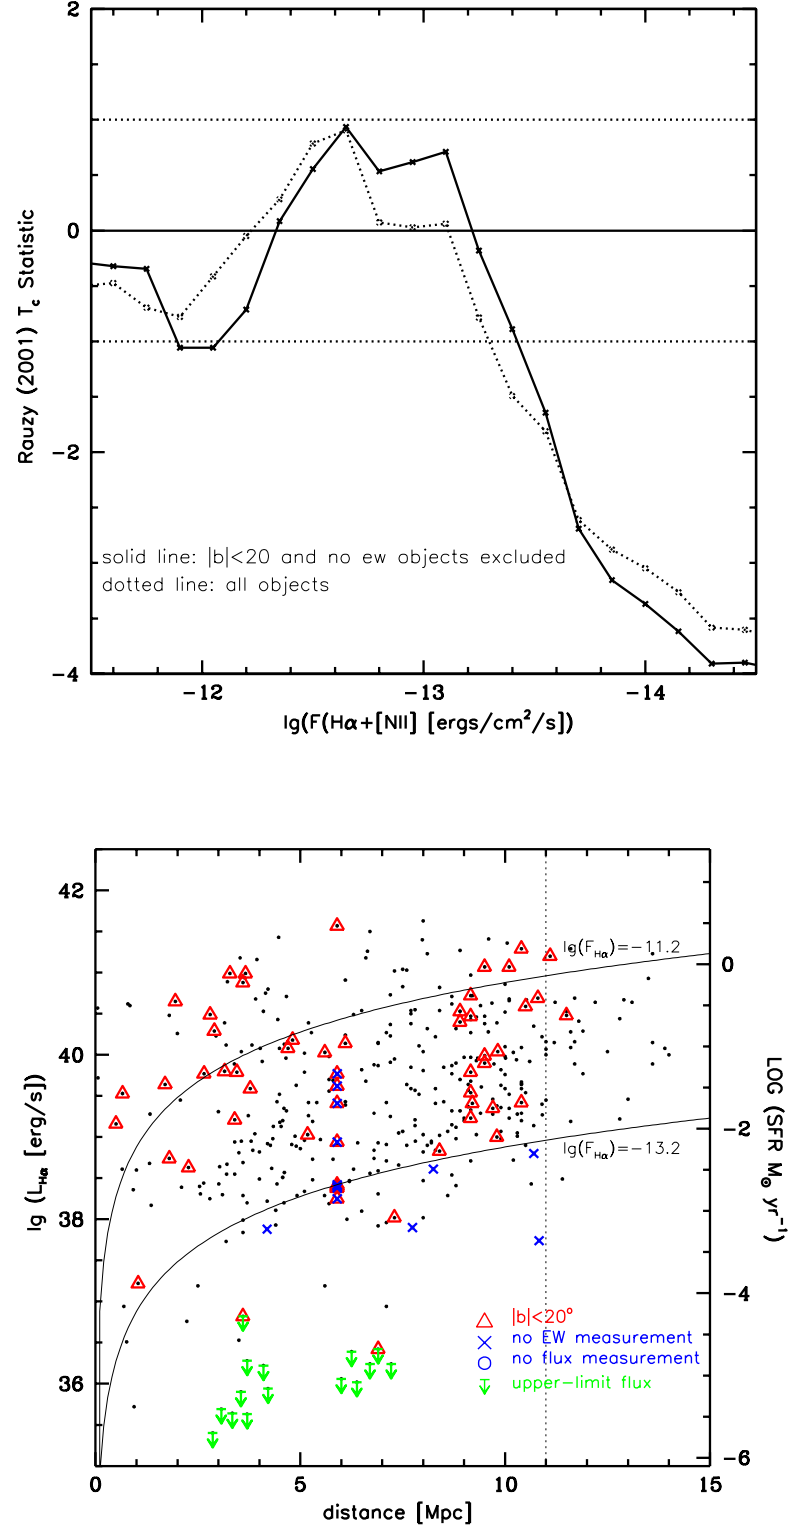 2
0
−2
−4
Rauzy (2001) T_c Statistic
solid line: |b|<20 and no ew objects excluded
dotted line: all objects
−12 −13 −14
lg(F(Hα+[NII] [ergs/cm²/s])
42
40
38
36
lg (L_Hα [erg/s])
lg(F_Hα)=−11.2
lg(F_Hα)=−13.2
|b|<20°
no EW measurement
no flux measurement
upper−limit flux
0
−2
−4
−6
LOG (SFR M_⊙ yr⁻¹)
0 5 10 15
distance [Mpc]